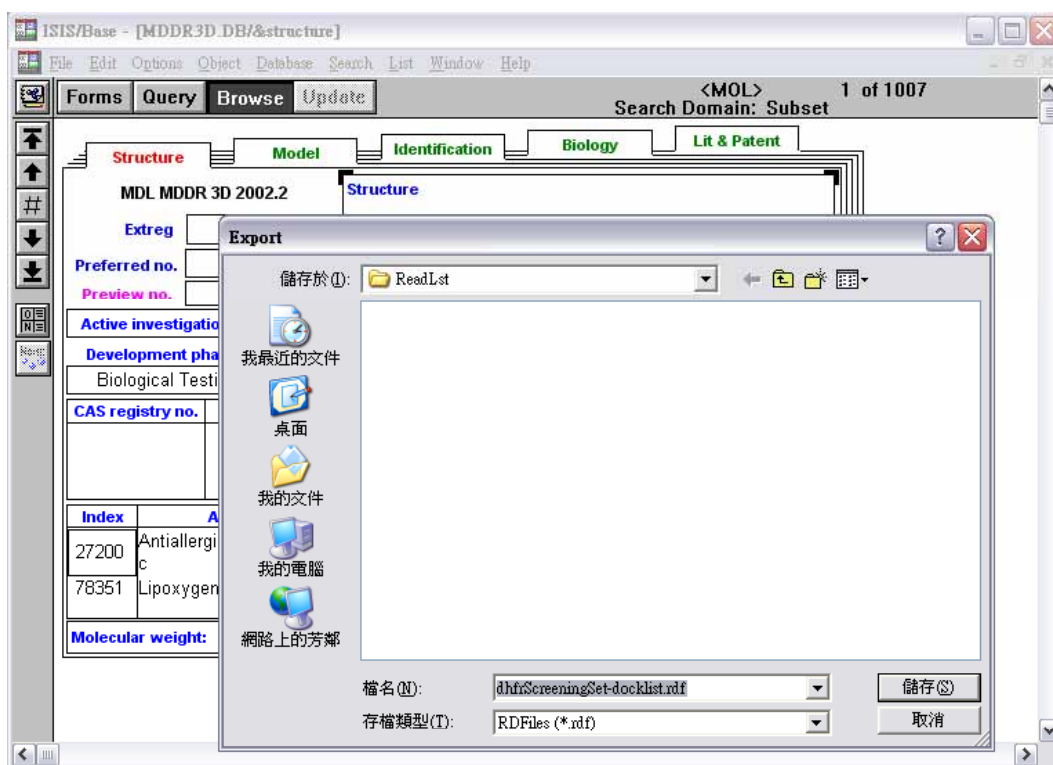 ISIS/Base - [MDDR3D.DB/&structure]
File Edit Options Object Database Search List Window Help
Forms Query Browse Update <MOL> 1 of 1007
Search Domain: Subset
Structure Model Identification Biology Lit & Patent
MDL MDDR 3D 2002.2 Structure
Extreg
Preferred no.
Preview no.
Active investigatio
Development pha
Biological Testi
CAS registry no.
Index A
27200 Antiallergi
c
78351 Lipoxygen
Molecular weight:
Export
儲存於(I): ReadLst
我最近的文件
桌面
我的文件
我的電腦
網路上的芳鄰
檔名(N): dhfrScreeningSet-docklist.rdf 儲存(S)
存檔類型(T): RDFiles (*.rdf) 取消